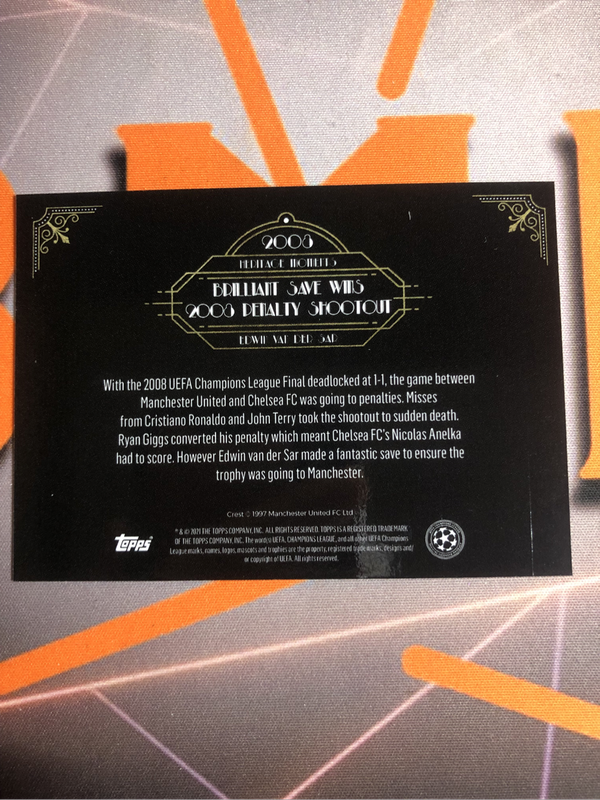 2008
HERITAGE MOMENTS
BRILLIANT SAVE WINS
2008 PENALTY SHOOTOUT
EDWIN VAN DER SAR
With the 2008 UEFA Champions League Final deadlocked at 1-1, the game between
Manchester United and Chelsea FC was going to penalties. Misses
from Cristiano Ronaldo and John Terry took the shootout to sudden death.
Ryan Giggs converted his penalty which meant Chelsea FC's Nicolas Anelka
had to score. However Edwin van der Sar made a fantastic save to ensure the
trophy was going to Manchester.
Crest © 1997 Manchester United FC Ltd
® & © 2021 THE TOPPS COMPANY, INC. ALL RIGHTS RESERVED. TOPPS IS A REGISTERED TRADEMARK
OF THE TOPPS COMPANY, INC. The word(s) UEFA, CHAMPIONS LEAGUE, and all other UEFA Champions
League marks, names, logos, mascots and trophies are the property, registered trademarks, designs and/
or copyright of UEFA. All rights reserved.
topps